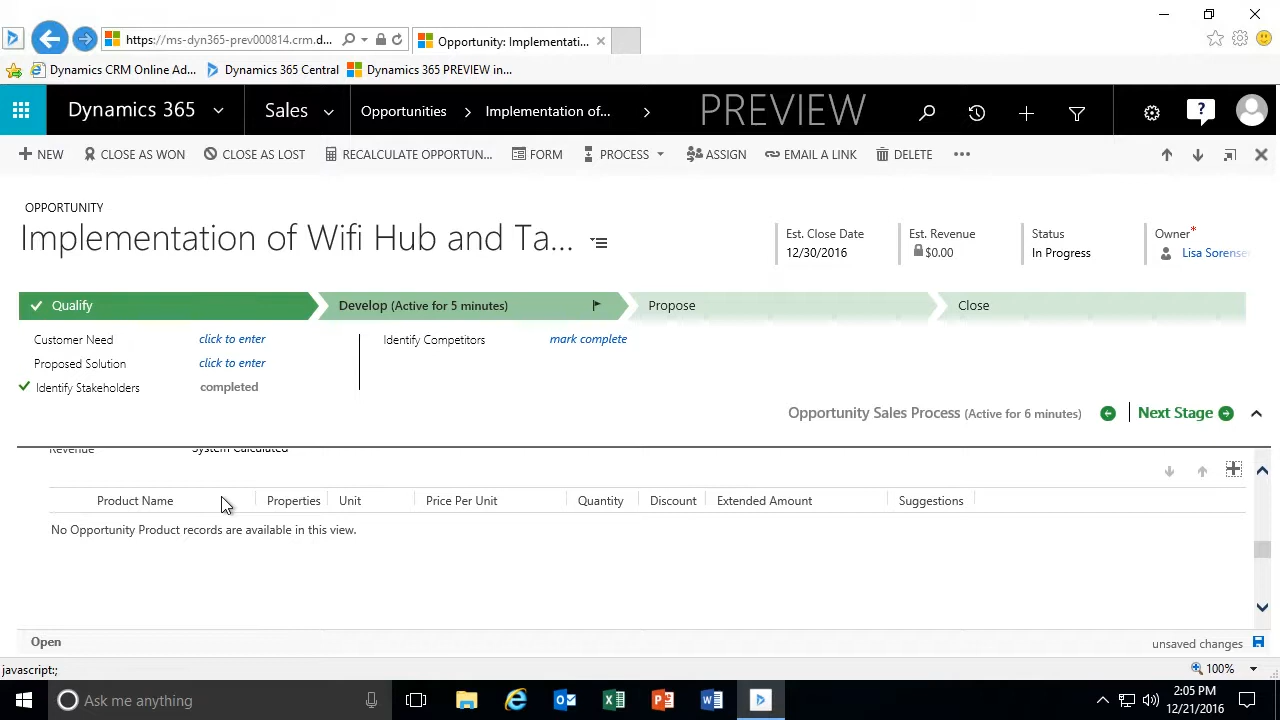 https://ms-dyn365-prev000814.crm.d...
Opportunity: Implementati...
Dynamics CRM Online Ad...
Dynamics 365 Central
Dynamics 365 PREVIEW in...
Dynamics 365
Sales
Opportunities
Implementation of...
PREVIEW
?
NEW
CLOSE AS WON
CLOSE AS LOST
RECALCULATE OPPORTUN...
FORM
PROCESS
ASSIGN
EMAIL A LINK
DELETE
OPPORTUNITY
Implementation of Wifi Hub and Ta...
Est. Close Date
12/30/2016
Est. Revenue
$0.00
Status
In Progress
Owner*
Lisa Sorense
Qualify
Develop (Active for 5 minutes)
Propose
Close
Customer Need click to enter
Proposed Solution click to enter
Identify Stakeholders completed
Identify Competitors mark complete
Opportunity Sales Process (Active for 6 minutes)
Next Stage
Revenue System Calculated
Product Name Properties Unit Price Per Unit Quantity Discount Extended Amount Suggestions
No Opportunity Product records are available in this view.
Open
unsaved changes
javascript:;
100%
Ask me anything
2:05 PM
12/21/2016